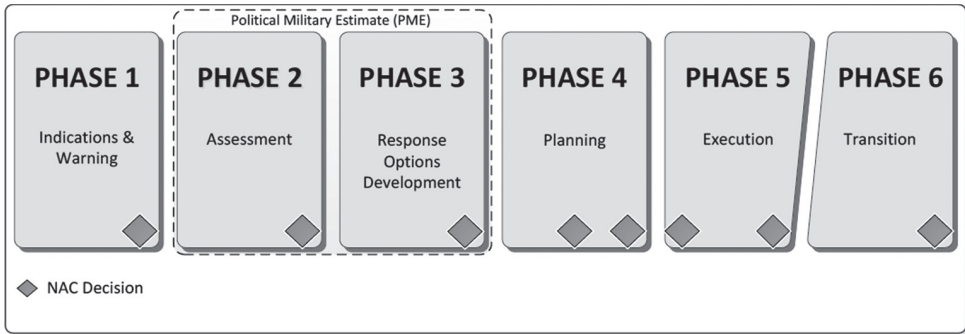 Political Military Estimate (PME)
PHASE 1
Indications &
Warning
PHASE 2
Assessment
PHASE 3
Response
Options
Development
PHASE 4
Planning
PHASE 5
Execution
PHASE 6
Transition
NAC Decision